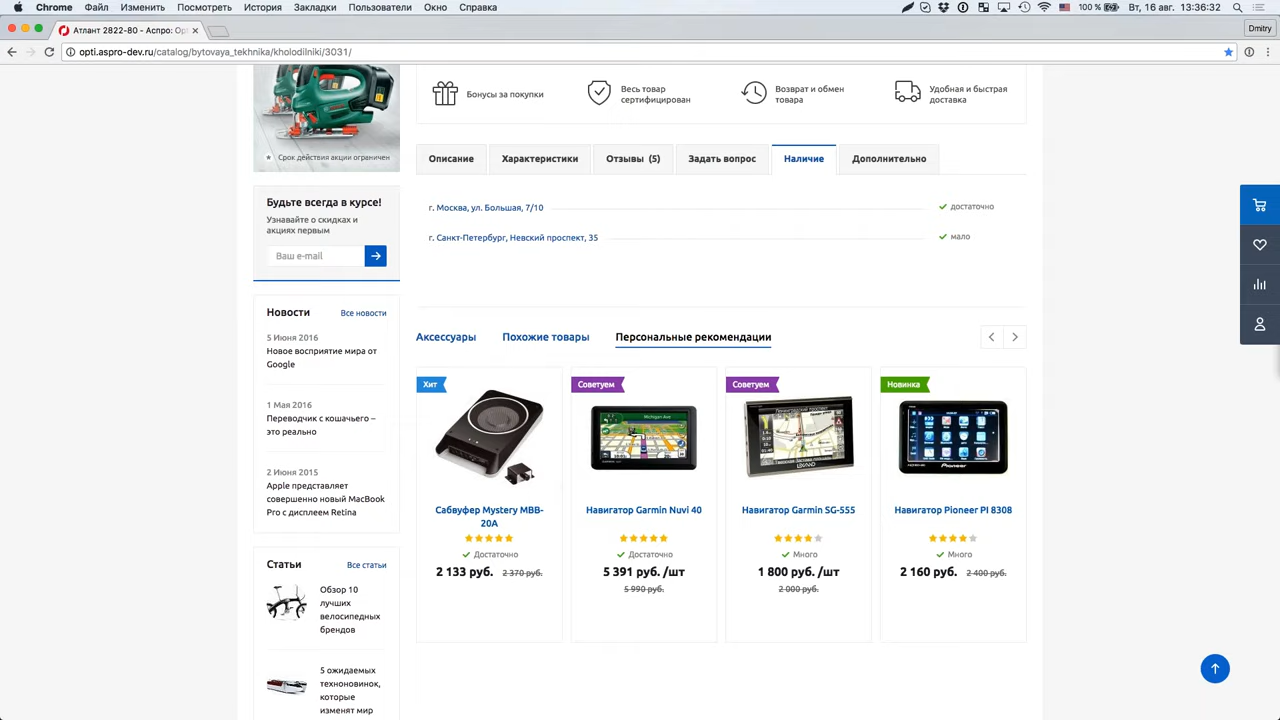 Chrome Файл Изменить Посмотреть История Закладки Пользователи Окно Справка 100 % Вт, 16 авг. 13:36:32
Атлант 2822-80 - Аспро: Opt × Dmitry
opti.aspro-dev.ru/catalog/bytovaya_tekhnika/kholodilniki/3031/
Бонусы за покупки
Весь товар
сертифицирован
Возврат и обмен
товара
Удобная и быстрая
доставка
Срок действия акции ограничен
Описание Характеристики Отзывы (5) Задать вопрос Наличие Дополнительно
г. Москва, ул. Большая, 7/10 достаточно
г. Санкт-Петербург, Невский проспект, 35 мало
Будьте всегда в курсе!
Узнавайте о скидках и
акциях первым
Ваш e-mail
Новости Все новости
5 Июня 2016
Новое восприятие мира от
Google
1 Мая 2016
Переводчик с кошачьего –
это реально
2 Июня 2015
Apple представляет
совершенно новый MacBook
Pro с дисплеем Retina
Статьи Все статьи
Обзор 10
лучших
велосипедных
брендов
5 ожидаемых
техноновинок,
которые
изменят мир
Аксессуары Похожие товары Персональные рекомендации
Хит
Сабвуфер Mystery MBB-
20A
Достаточно
2 133 руб. 2 370 руб.
Советуем
Michigan Ave
Навигатор Garmin Nuvi 40
Достаточно
5 391 руб. /шт
5 990 руб.
Советуем
LEXAND
Навигатор Garmin SG-555
Много
1 800 руб. /шт
2 000 руб.
Новинка
Pioneer
Навигатор Pioneer PI 8308
Много
2 160 руб. 2 400 руб.